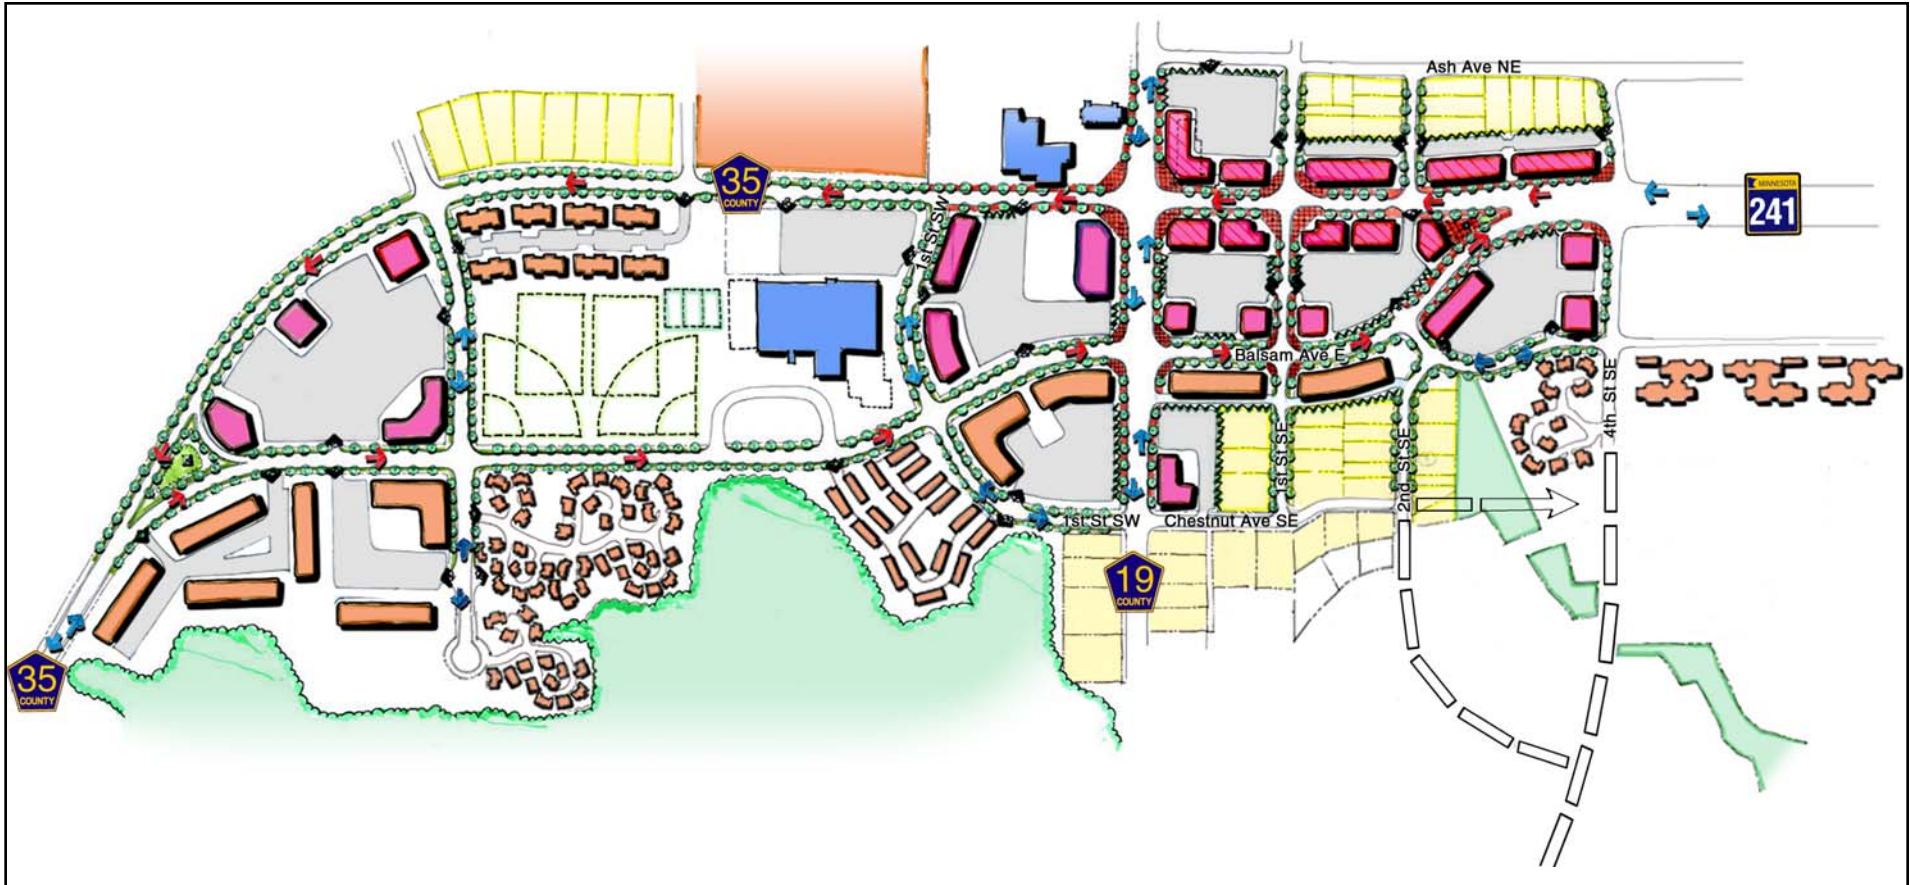 Ash Ave NE
35
COUNTY
MINNESOTA
241
1st St SW
Balsam Ave E
4th St SE
1st St SE
2nd St SE
1st St SW
Chestnut Ave SE
19
COUNTY
35
COUNTY